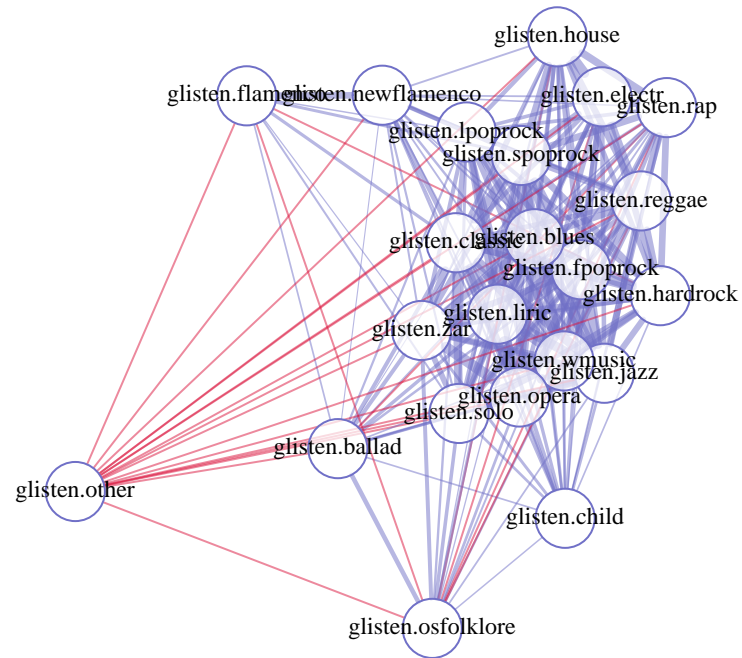 glisten.house
glisten.flamenco
glisten.newflamenco
glisten.electr
glisten.rap
glisten.lpoprock
glisten.spoprock
glisten.reggae
glisten.classic
glisten.blues
glisten.fpoprock
glisten.hardrock
glisten.liric
glisten.zar
glisten.wmusic
glisten.jazz
glisten.opera
glisten.solo
glisten.ballad
glisten.other
glisten.child
glisten.osfolklore